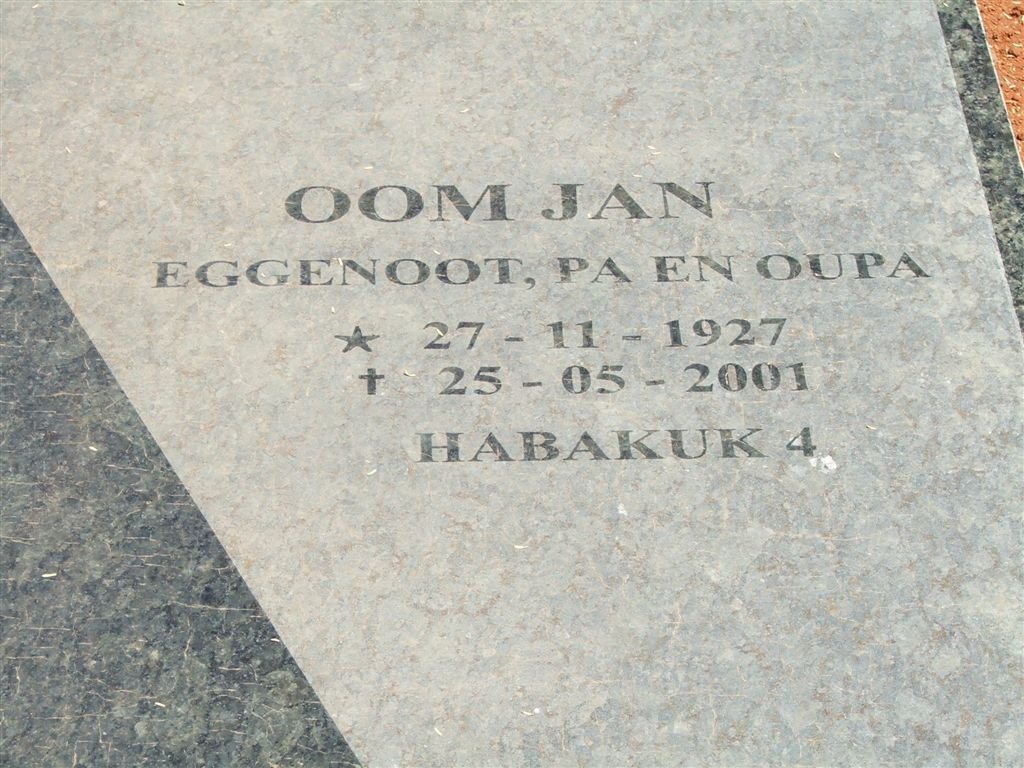 OOM JAN
EGGENOOT, PA EN OUPA
★ 27 - 11 - 1927
✝ 25 - 05 - 2001
HABAKUK 4